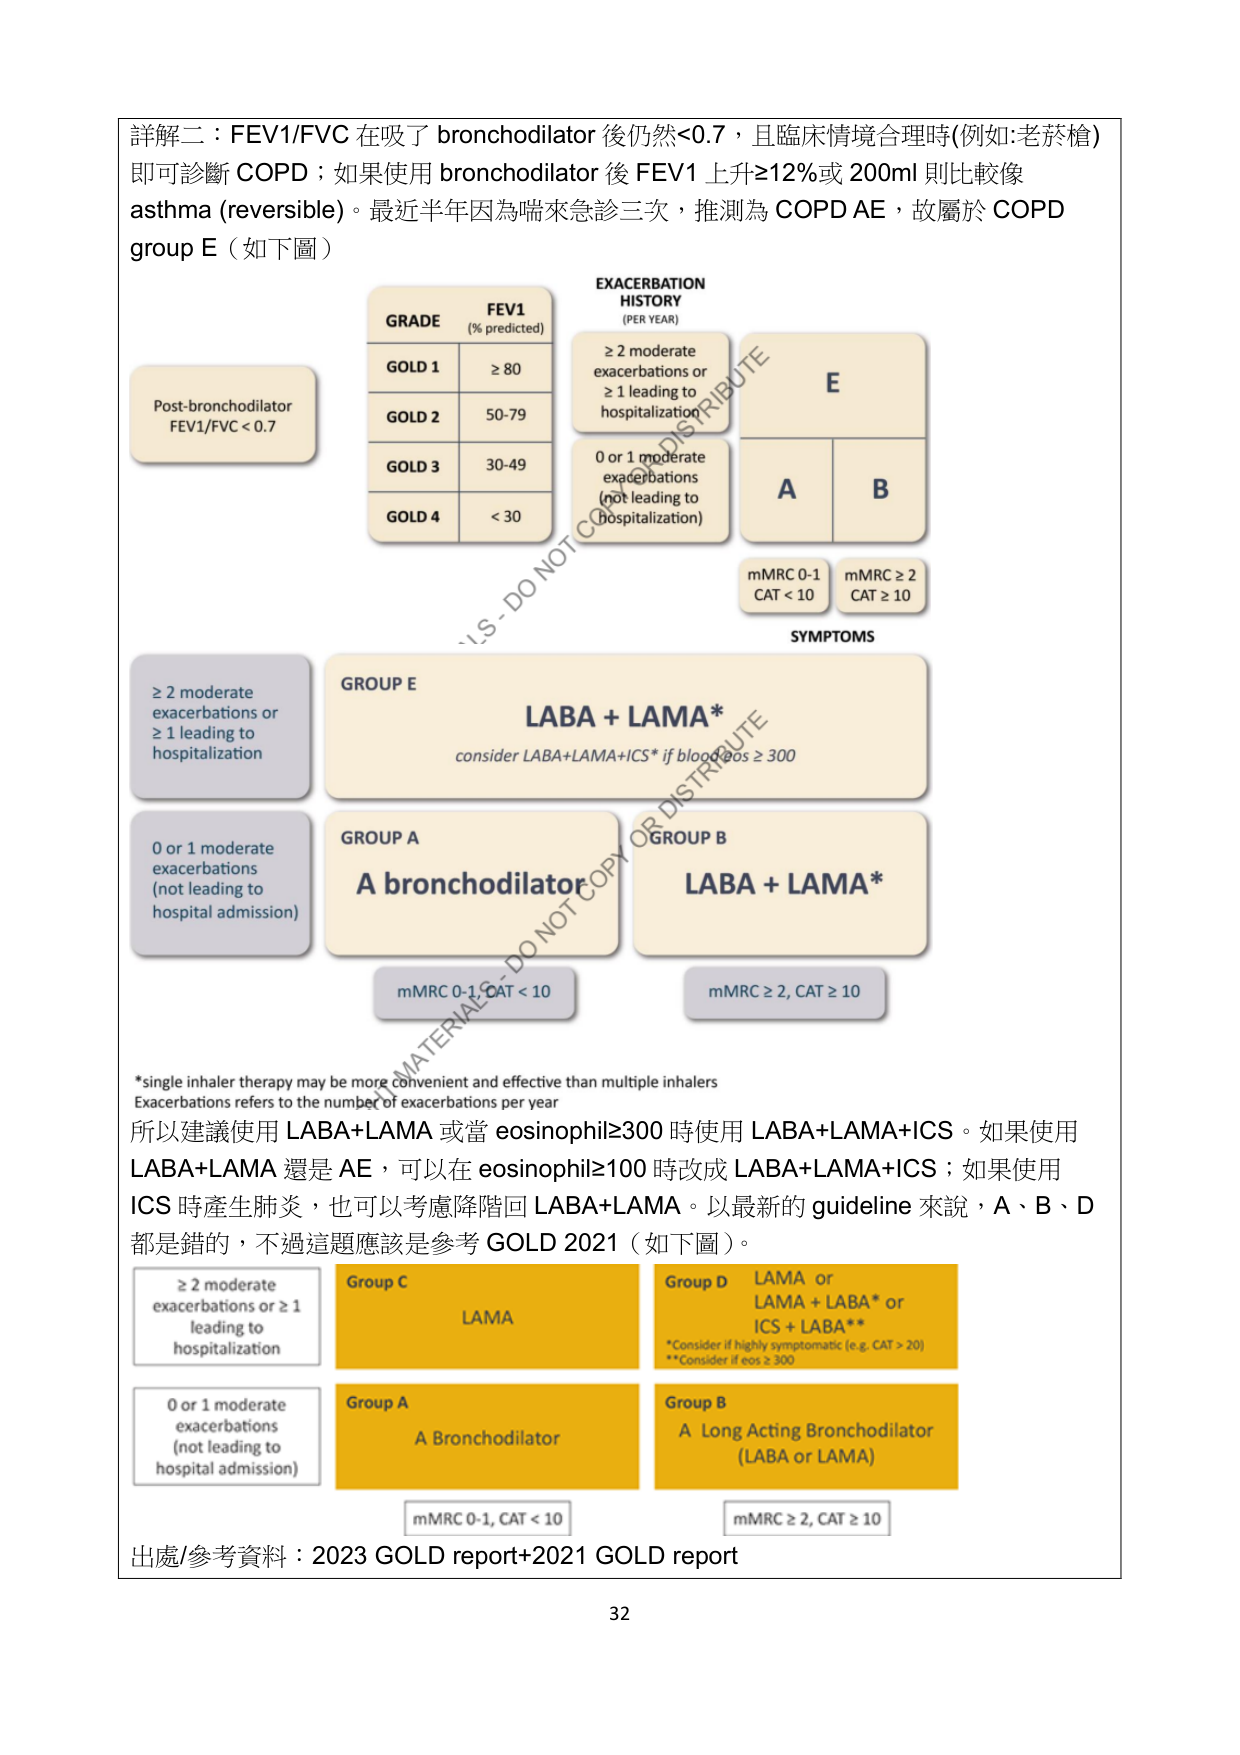 詳解二：FEV1/FVC 在吸了 bronchodilator 後仍然<0.7，且臨床情境合理時(例如:老菸槍)
即可診斷 COPD；如果使用 bronchodilator 後 FEV1 上升≥12%或 200ml 則比較像
asthma (reversible)。最近半年因為喘來急診三次，推測為 COPD AE，故屬於 COPD
group E（如下圖）
Post-bronchodilator
FEV1/FVC < 0.7
GRADE
FEV1
(% predicted)
GOLD 1
≥ 80
GOLD 2
50-79
GOLD 3
30-49
GOLD 4
< 30
EXACERBATION
HISTORY
(PER YEAR)
≥ 2 moderate
exacerbations or
≥ 1 leading to
hospitalization
0 or 1 moderate
exacerbations
(not leading to
hospitalization)
E
A
B
mMRC 0-1
CAT < 10
mMRC ≥ 2
CAT ≥ 10
SYMPTOMS
LS - DO NOT COPY OR DISTRIBUTE
≥ 2 moderate
exacerbations or
≥ 1 leading to
hospitalization
GROUP E
LABA + LAMA*
consider LABA+LAMA+ICS* if blood eos ≥ 300
0 or 1 moderate
exacerbations
(not leading to
hospital admission)
GROUP A
A bronchodilator
GROUP B
LABA + LAMA*
mMRC 0-1, CAT < 10
mMRC ≥ 2, CAT ≥ 10
HT MATERIALS - DO NOT COPY OR DISTRIBUTE
*single inhaler therapy may be more convenient and effective than multiple inhalers
Exacerbations refers to the number of exacerbations per year
所以建議使用 LABA+LAMA 或當 eosinophil≥300 時使用 LABA+LAMA+ICS。如果使用
LABA+LAMA 還是 AE，可以在 eosinophil≥100 時改成 LABA+LAMA+ICS；如果使用
ICS 時產生肺炎，也可以考慮降階回 LABA+LAMA。以最新的 guideline 來說，A、B、D
都是錯的，不過這題應該是參考 GOLD 2021（如下圖）。
≥ 2 moderate
exacerbations or ≥ 1
leading to
hospitalization
Group C
LAMA
Group D
LAMA or
LAMA + LABA* or
ICS + LABA**
*Consider if highly symptomatic (e.g. CAT > 20)
**Consider if eos ≥ 300
0 or 1 moderate
exacerbations
(not leading to
hospital admission)
Group A
A Bronchodilator
Group B
A Long Acting Bronchodilator
(LABA or LAMA)
mMRC 0-1, CAT < 10
mMRC ≥ 2, CAT ≥ 10
出處/參考資料：2023 GOLD report+2021 GOLD report
32